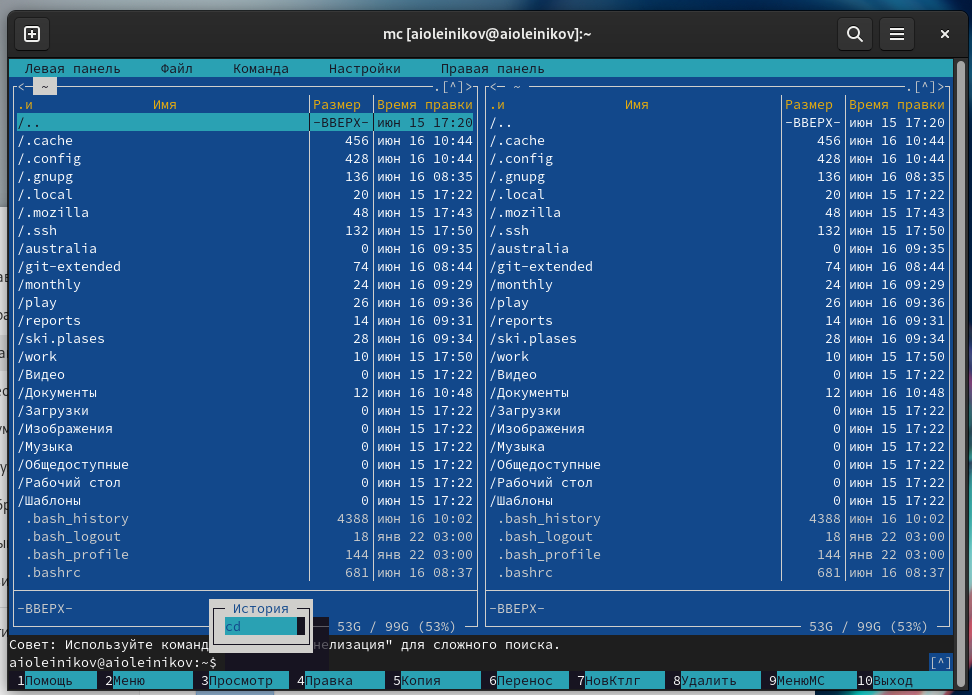 mc [aioleinikov@aioleinikov]:~
Левая панель Файл Команда Настройки Правая панель
<─ ~ ─.[^]> <─ ~ ─.[^]>
.и Имя Размер Время правки .и Имя Размер Время правки
/.. -ВВЕРХ- июн 15 17:20 /.. -ВВЕРХ- июн 15 17:20
/.cache 456 июн 16 10:44 /.cache 456 июн 16 10:44
/.config 428 июн 16 10:44 /.config 428 июн 16 10:44
/.gnupg 136 июн 16 08:35 /.gnupg 136 июн 16 08:35
/.local 20 июн 15 17:22 /.local 20 июн 15 17:22
/.mozilla 48 июн 15 17:43 /.mozilla 48 июн 15 17:43
/.ssh 132 июн 15 17:50 /.ssh 132 июн 15 17:50
/australia 0 июн 16 09:35 /australia 0 июн 16 09:35
/git-extended 74 июн 16 08:44 /git-extended 74 июн 16 08:44
/monthly 24 июн 16 09:29 /monthly 24 июн 16 09:29
/play 26 июн 16 09:36 /play 26 июн 16 09:36
/reports 14 июн 16 09:31 /reports 14 июн 16 09:31
/ski.plases 28 июн 16 09:34 /ski.plases 28 июн 16 09:34
/work 10 июн 15 17:50 /work 10 июн 15 17:50
/Видео 0 июн 15 17:22 /Видео 0 июн 15 17:22
/Документы 12 июн 16 10:48 /Документы 12 июн 16 10:48
/Загрузки 0 июн 15 17:22 /Загрузки 0 июн 15 17:22
/Изображения 0 июн 15 17:22 /Изображения 0 июн 15 17:22
/Музыка 0 июн 15 17:22 /Музыка 0 июн 15 17:22
/Общедоступные 0 июн 15 17:22 /Общедоступные 0 июн 15 17:22
/Рабочий стол 0 июн 15 17:22 /Рабочий стол 0 июн 15 17:22
/Шаблоны 0 июн 15 17:22 /Шаблоны 0 июн 15 17:22
.bash_history 4388 июн 16 10:02 .bash_history 4388 июн 16 10:02
.bash_logout 18 янв 22 03:00 .bash_logout 18 янв 22 03:00
.bash_profile 144 янв 22 03:00 .bash_profile 144 янв 22 03:00
.bashrc 681 июн 16 08:37 .bashrc 681 июн 16 08:37
-ВВЕРХ- -ВВЕРХ-
История
cd
53G / 99G (53%) 53G / 99G (53%)
Совет: Используйте команд нелизация" для сложного поиска.
aioleinikov@aioleinikov:~$ [^]
1Помощь 2Меню 3Просмотр 4Правка 5Копия 6Перенос 7НовКтлг 8Удалить 9МенюMC 10Выход